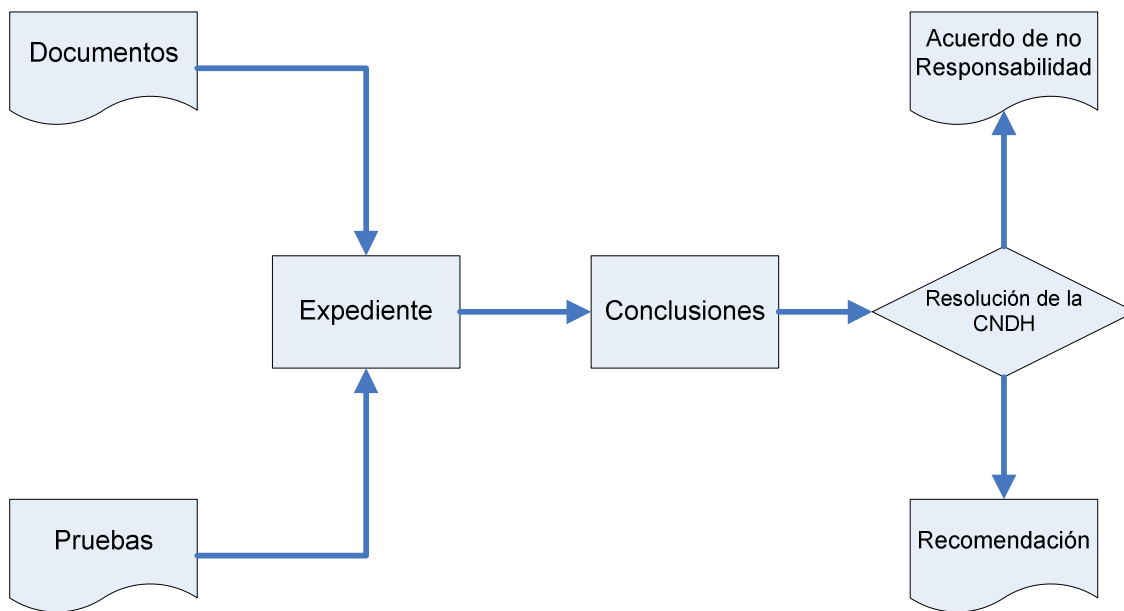 Documentos
Acuerdo de no
Responsabilidad
Expediente
Conclusiones
Resolución de la
CNDH
Pruebas
Recomendación